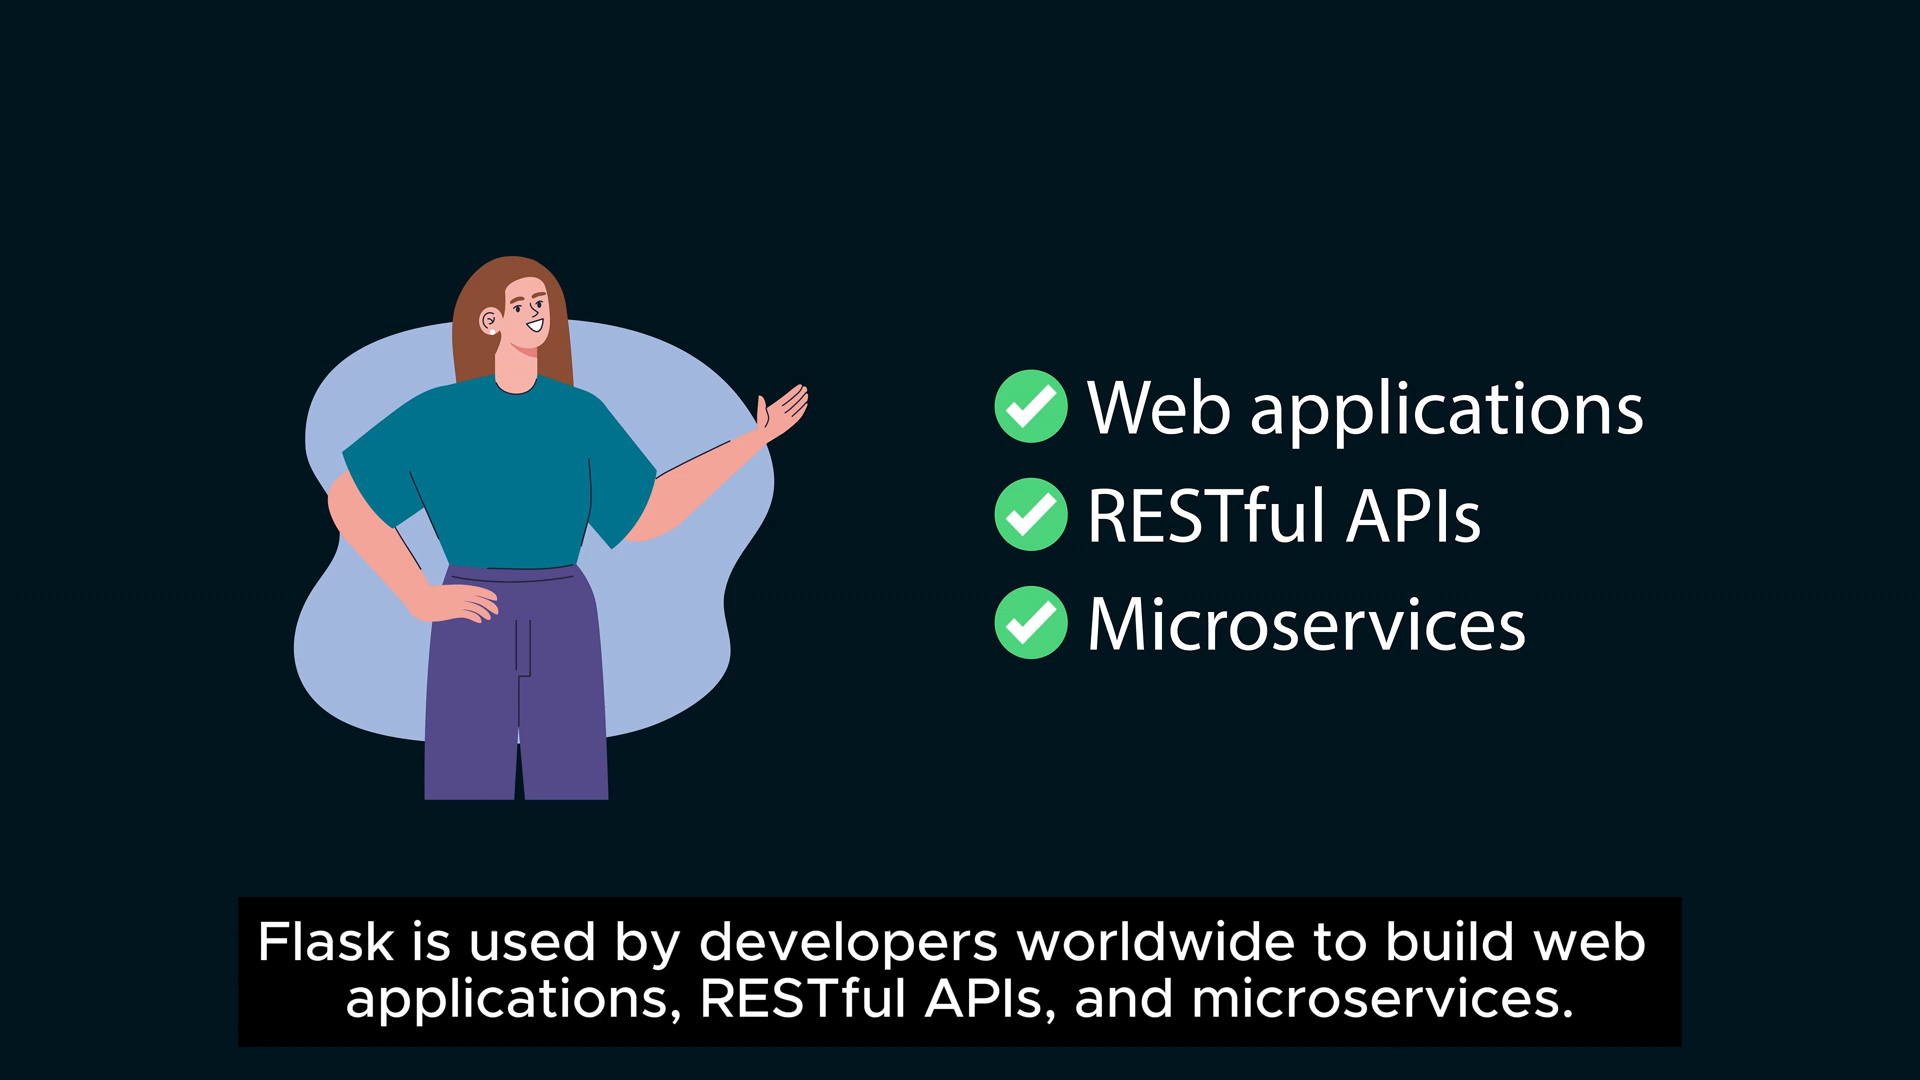 Web applications
RESTful APIs
Microservices
Flask is used by developers worldwide to build web
applications, RESTful APIs, and microservices.